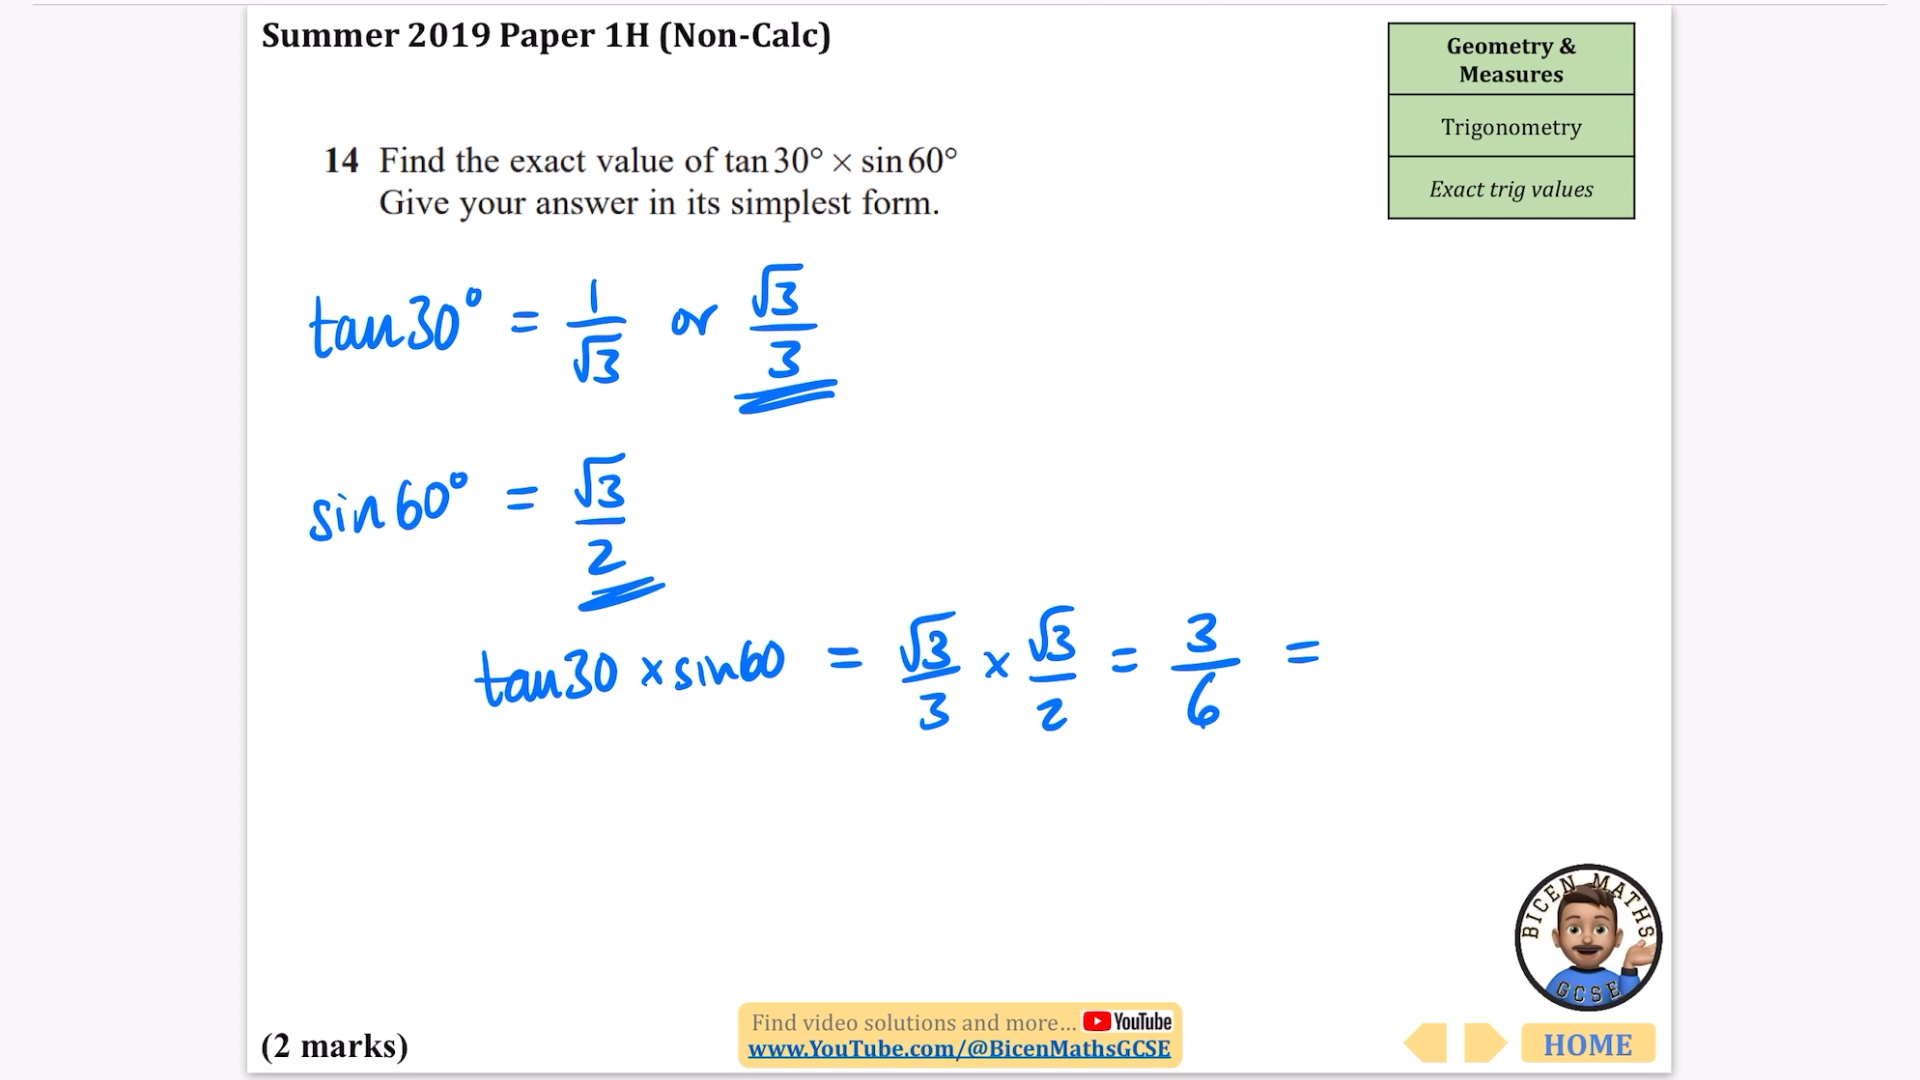 Summer 2019 Paper 1H (Non-Calc)
Geometry &
Measures
Trigonometry
Exact trig values
14 Find the exact value of tan 30° × sin 60°
Give your answer in its simplest form.
tan30° = 1/√3 or √3/3
sin60° = √3/2
tan30 × sin60 = √3/3 × √3/2 = 3/6 =
BICEN MATHS
GCSE
(2 marks)
Find video solutions and more... YouTube
www.YouTube.com/@BicenMathsGCSE
HOME